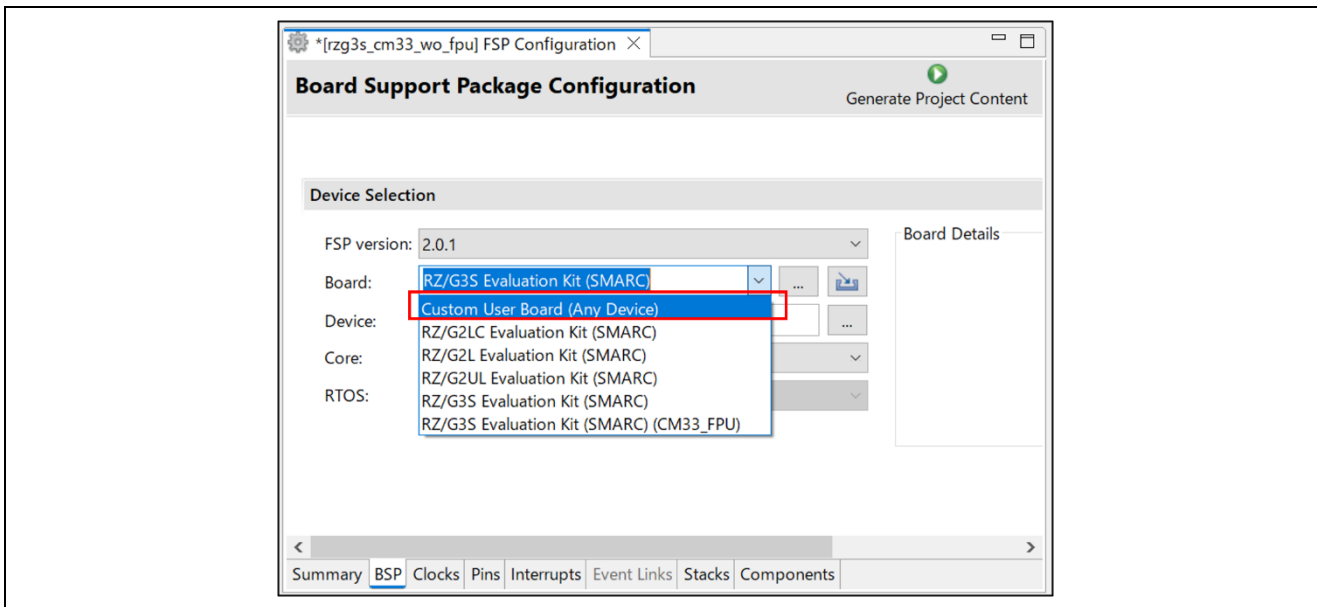 *[rzg3s_cm33_wo_fpu] FSP Configuration
Board Support Package Configuration
Generate Project Content
Device Selection
FSP version: 2.0.1
Board Details
Board: RZ/G3S Evaluation Kit (SMARC) ...
Custom User Board (Any Device)
Device: ...
RZ/G2LC Evaluation Kit (SMARC)
Core: RZ/G2L Evaluation Kit (SMARC)
RZ/G2UL Evaluation Kit (SMARC)
RTOS: RZ/G3S Evaluation Kit (SMARC)
RZ/G3S Evaluation Kit (SMARC) (CM33_FPU)
Summary BSP Clocks Pins Interrupts Event Links Stacks Components